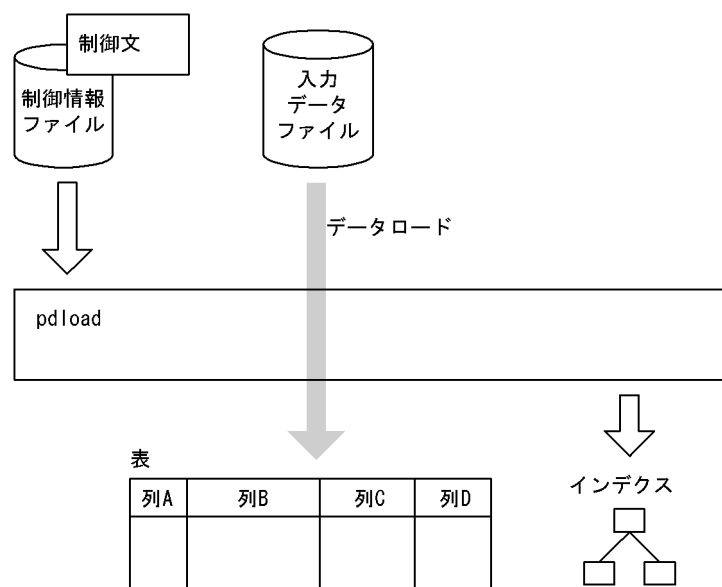 制御文
制御情報
ファイル
入力
データ
ファイル
データロード
pdload
表
列A 列B 列C 列D
インデクス